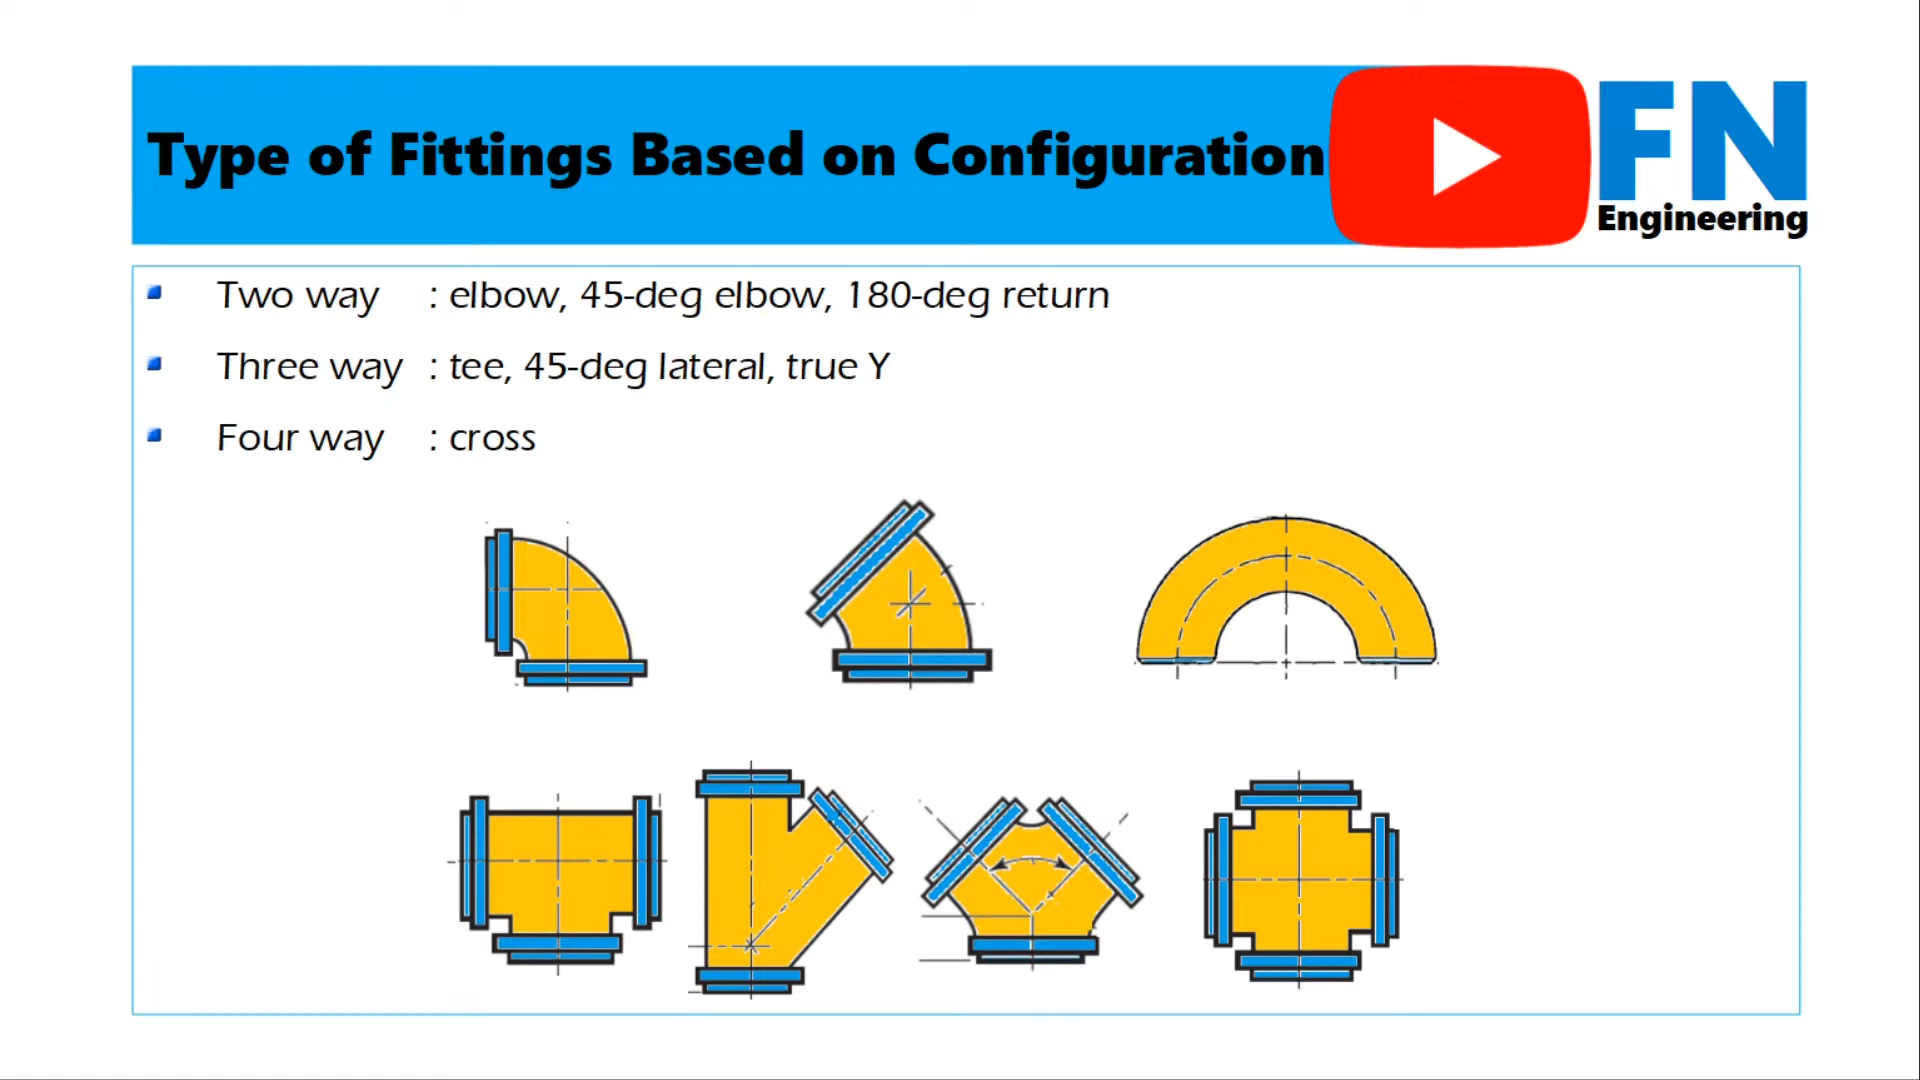 Type of Fittings Based on Configuration
FN
Engineering
Two way : elbow, 45-deg elbow, 180-deg return
Three way : tee, 45-deg lateral, true Y
Four way : cross